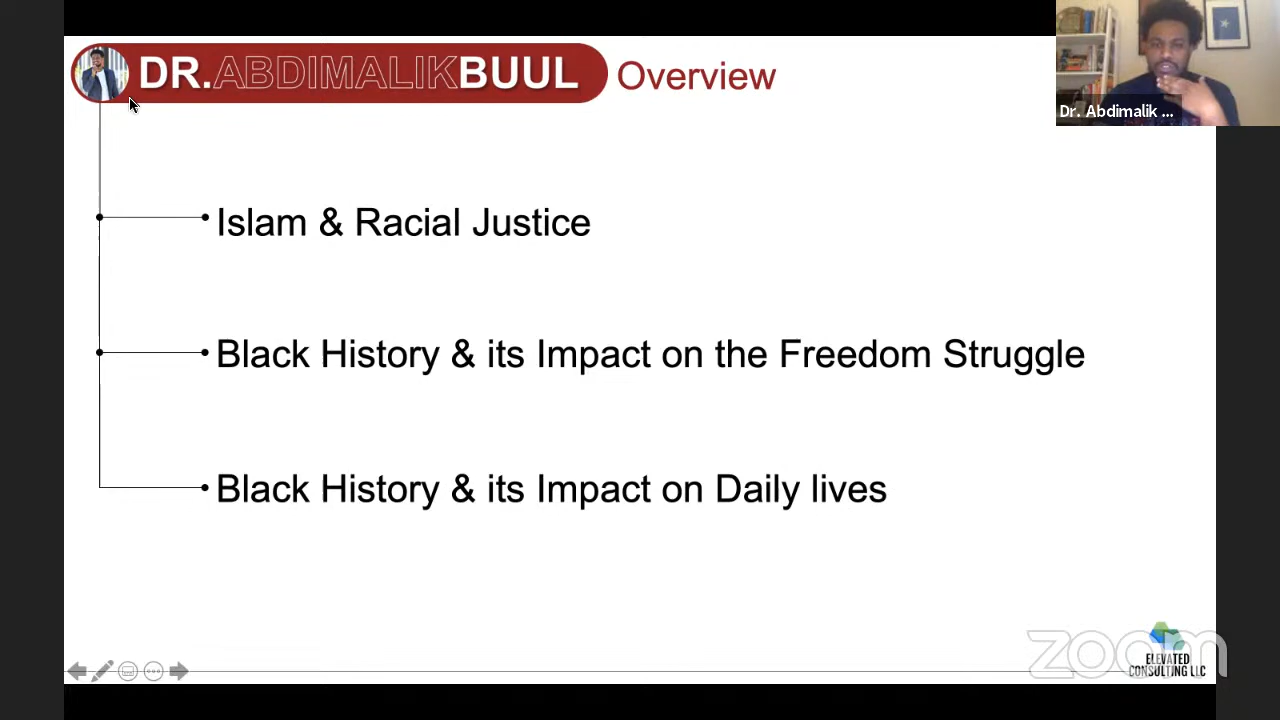 DR.ABDIMALIKBUUL Overview
Dr. Abdimalik ...
Islam & Racial Justice
Black History & its Impact on the Freedom Struggle
Black History & its Impact on Daily lives
zoom
ELEVATED
CONSULTING LLC